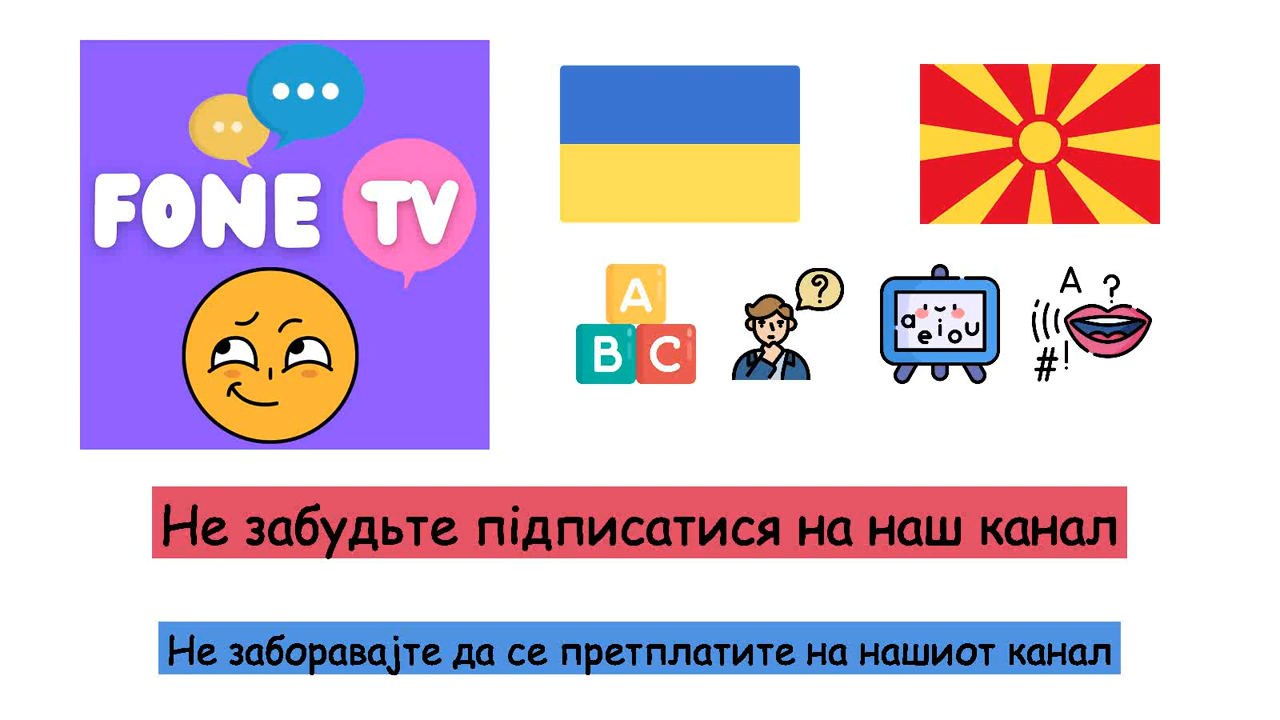 FONE TV
A
B C
?
a e i o u
A ?
# !
Не забудьте підписатися на наш канал
Не заборавајте да се претплатите на нашиот канал